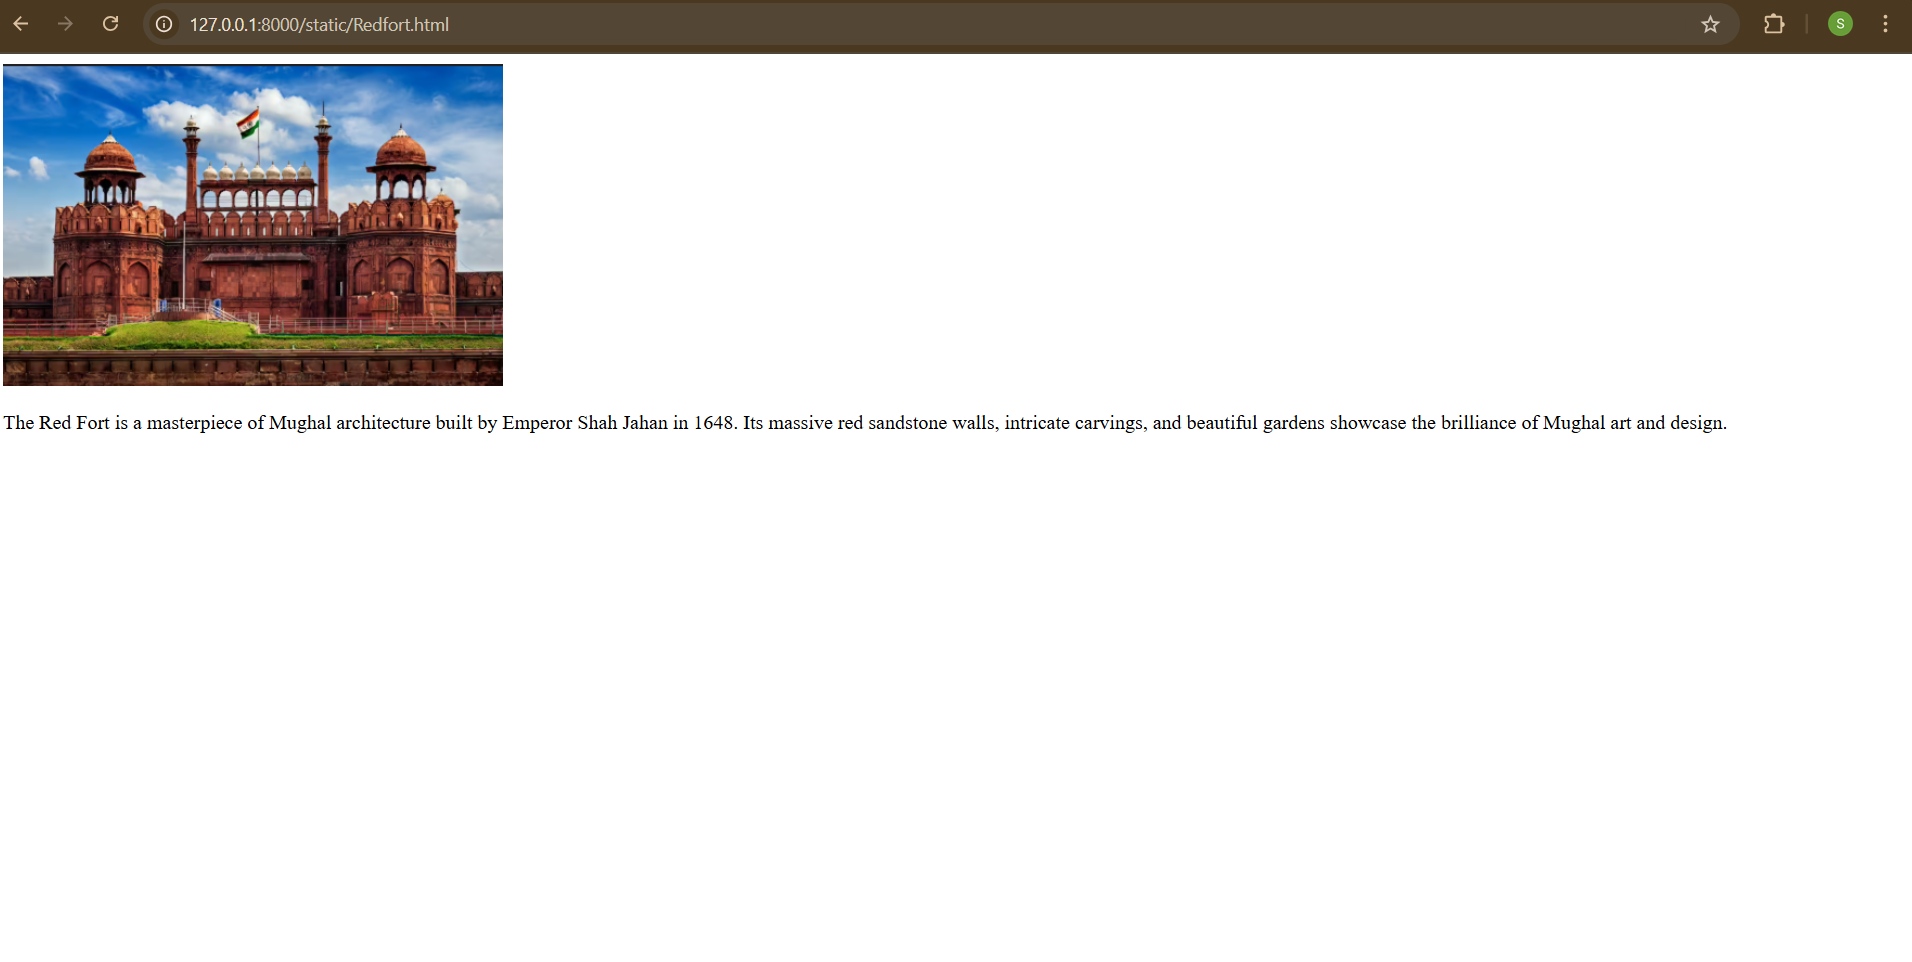 127.0.0.1:8000/static/Redfort.html
S
The Red Fort is a masterpiece of Mughal architecture built by Emperor Shah Jahan in 1648. Its massive red sandstone walls, intricate carvings, and beautiful gardens showcase the brilliance of Mughal art and design.